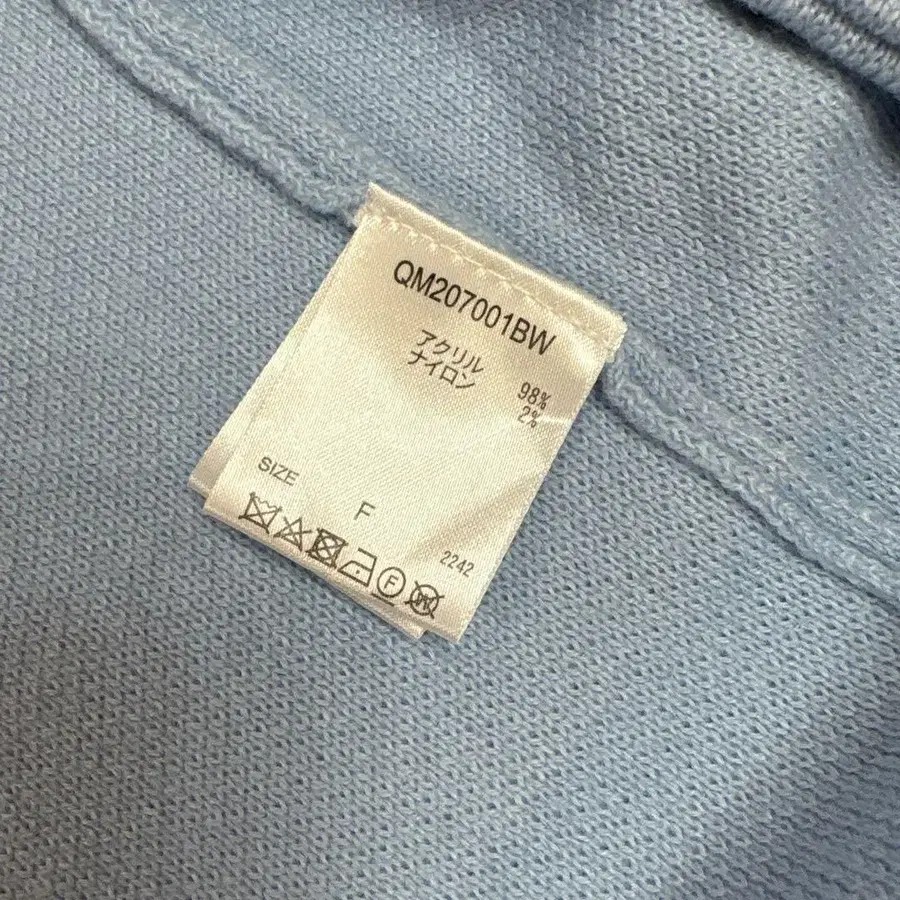 QM207001BW
アクリル 98%
ナイロン 2%
SIZE F
2242
F
W